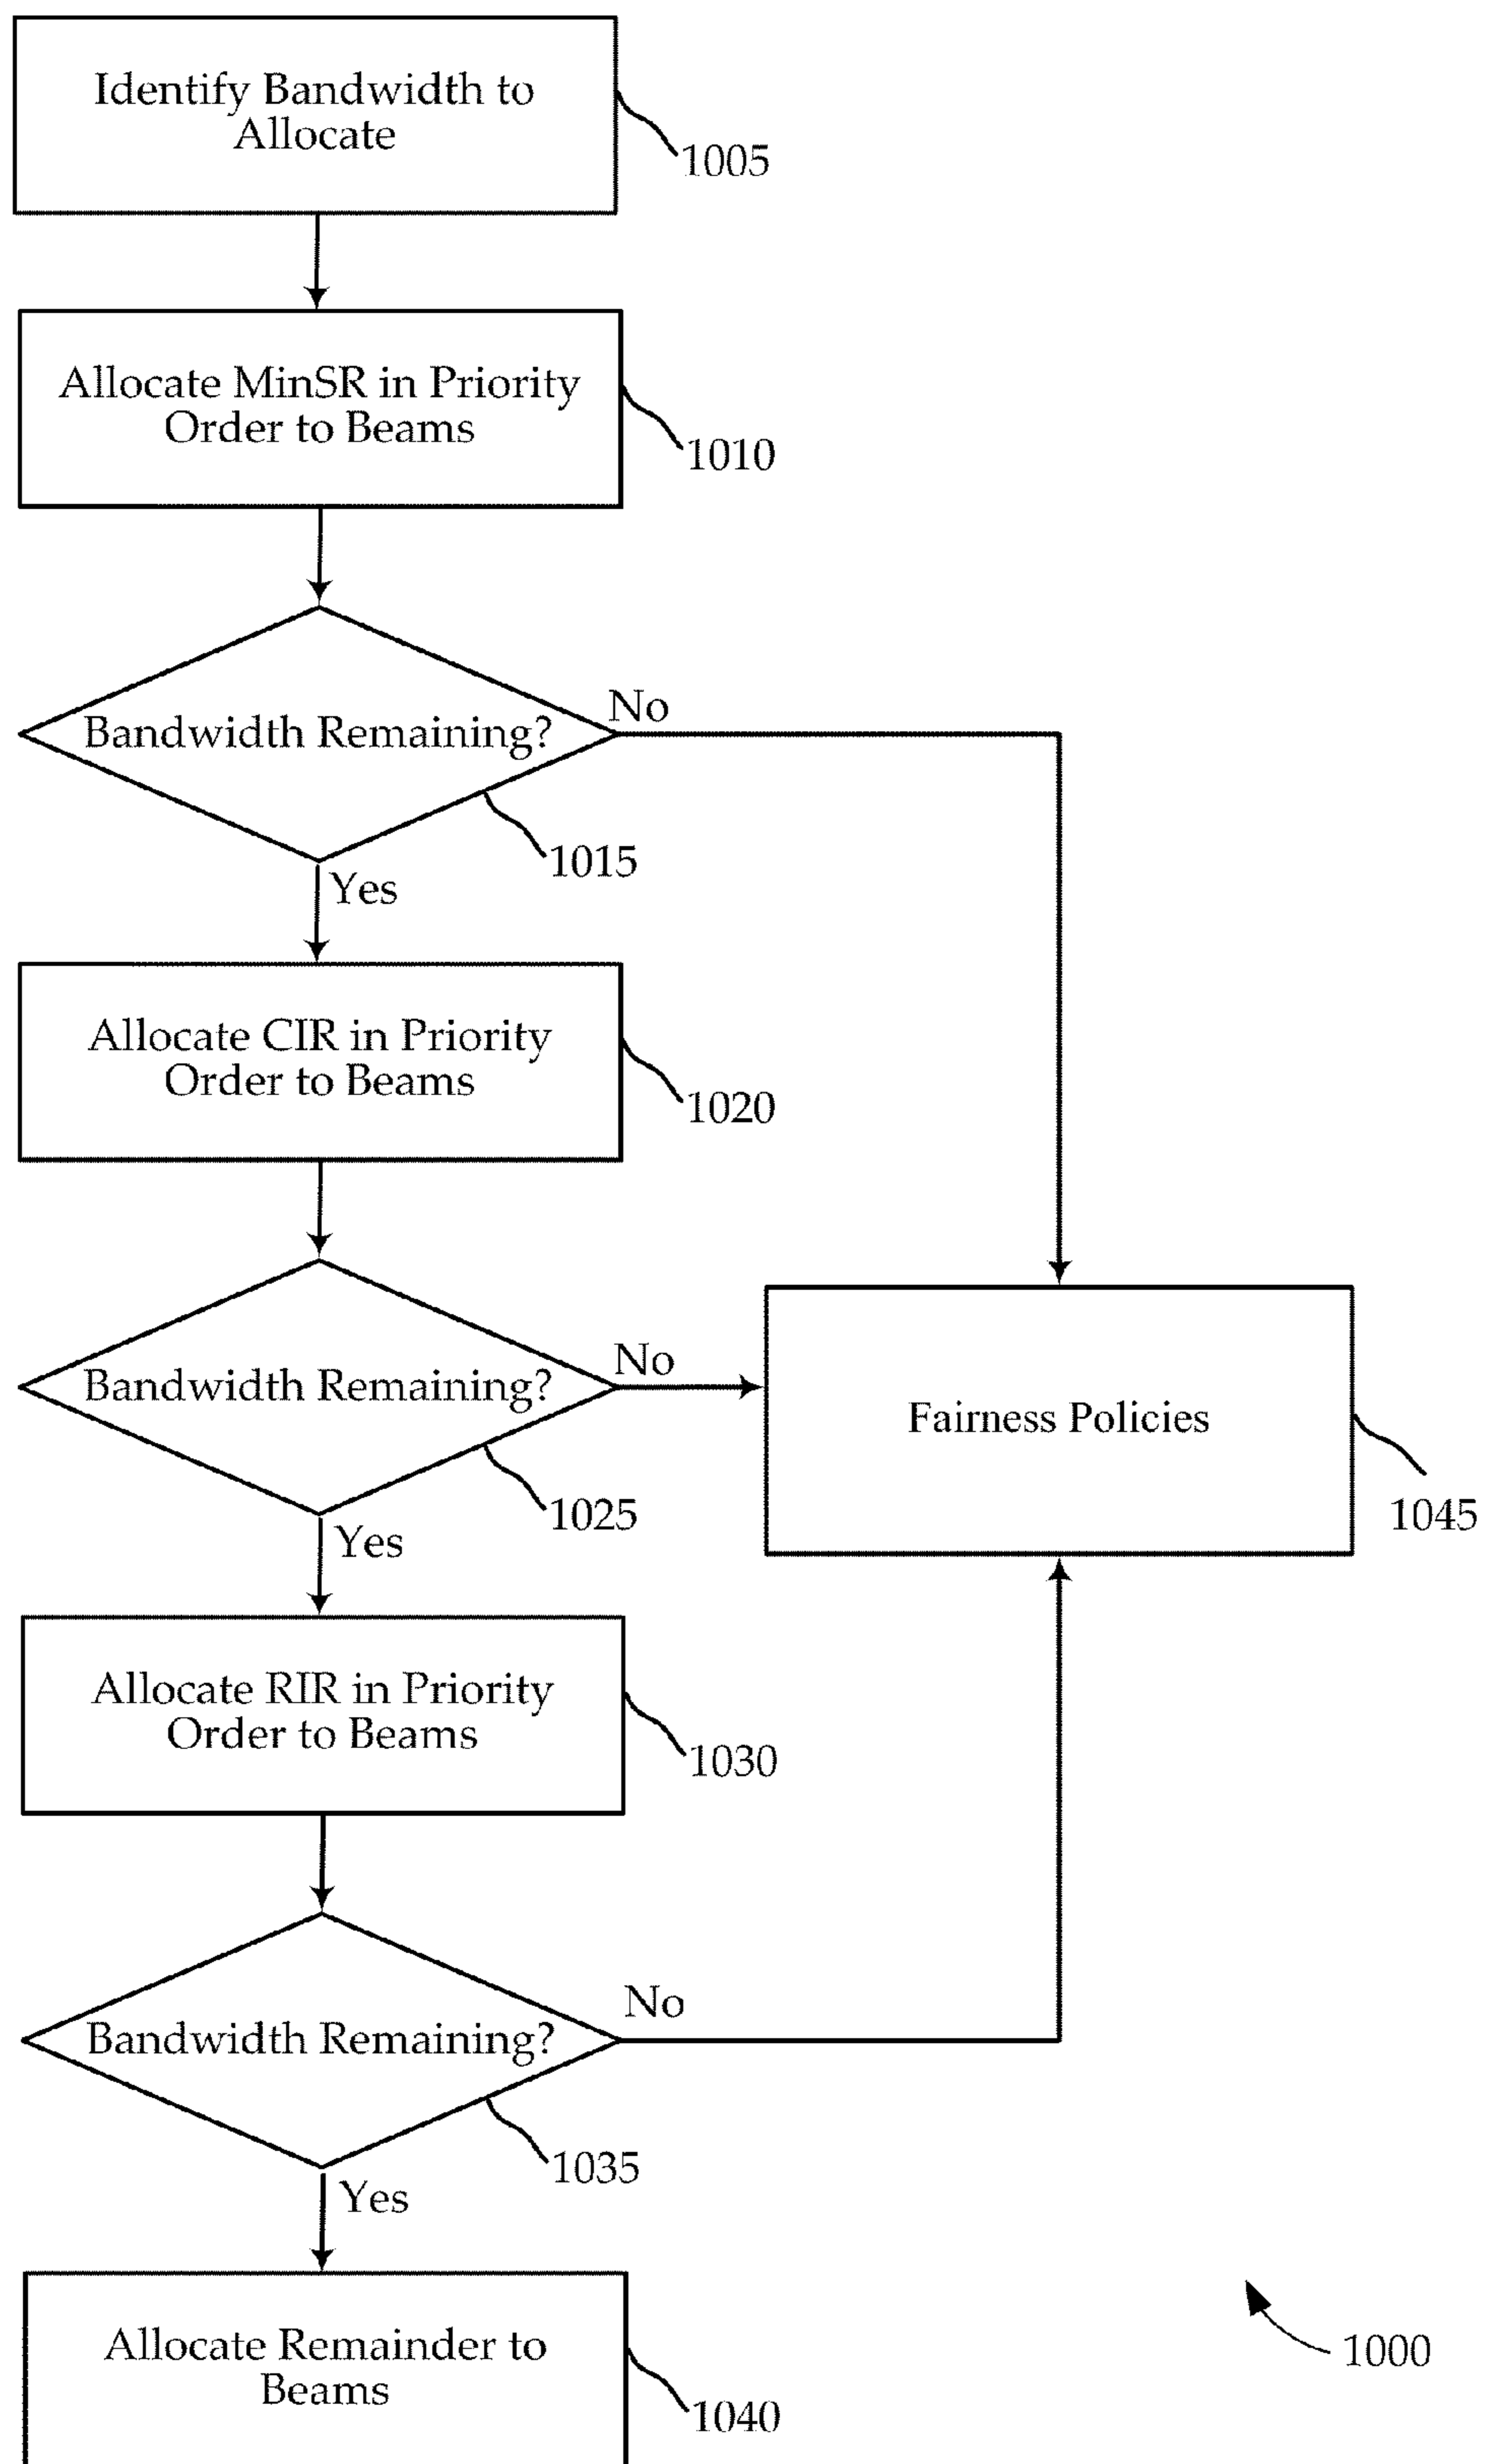 Identify Bandwidth to
Allocate
1005
Allocate MinSR in Priority
Order to Beams
1010
Bandwidth Remaining?
No
1015
Yes
Allocate CIR in Priority
Order to Beams
1020
Bandwidth Remaining?
No
Fairness Policies
1045
1025
Yes
Allocate RIR in Priority
Order to Beams
1030
Bandwidth Remaining?
No
1035
Yes
Allocate Remainder to
Beams
1040
1000